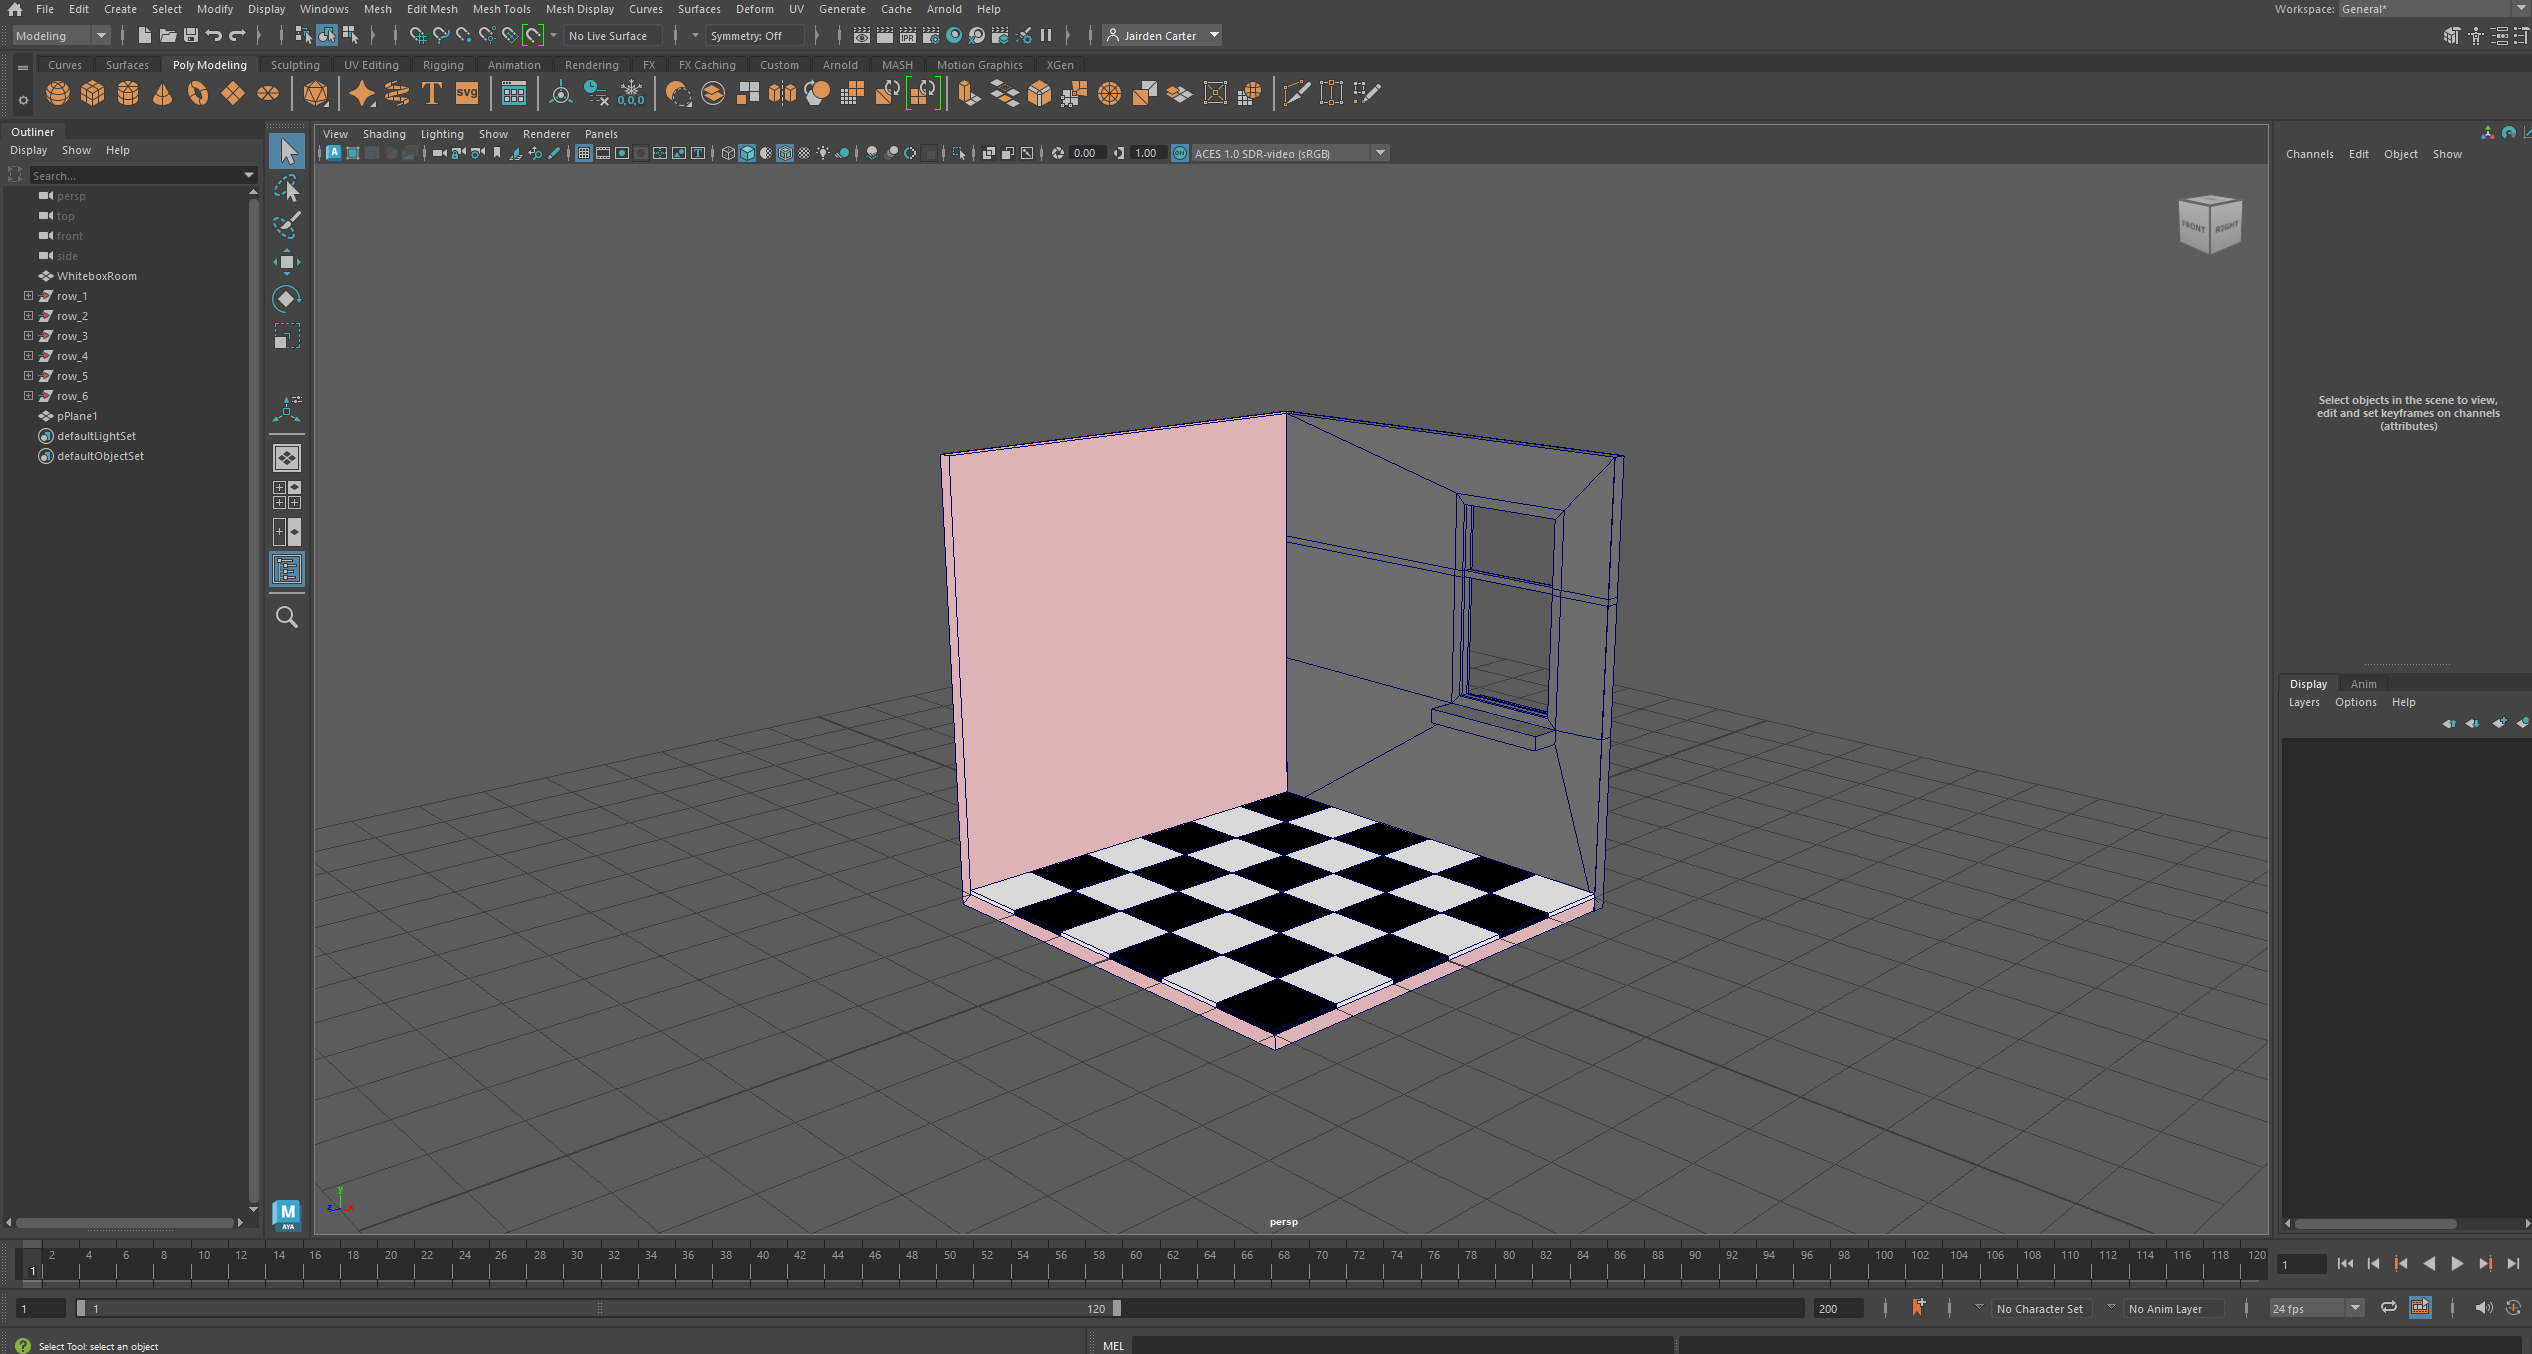 File Edit Create Select Modify Display Windows Mesh Edit Mesh Mesh Tools Mesh Display Curves Surfaces Deform UV Generate Cache Arnold Help Workspace: General*
Modeling No Live Surface Symmetry: Off Jairden Carter
Curves Surfaces Poly Modeling Sculpting UV Editing Rigging Animation Rendering FX FX Caching Custom Arnold MASH Motion Graphics XGen
T SVG 0,0,0
Outliner
Display Show Help
Search...
persp
top
front
side
WhiteboxRoom
row_1
row_2
row_3
row_4
row_5
row_6
pPlane1
defaultLightSet
defaultObjectSet
View Shading Lighting Show Renderer Panels
0.00 1.00 ON ACES 1.0 SDR-video (sRGB)
FRONT RIGHT
persp
Channels Edit Object Show
Select objects in the scene to view,
edit and set keyframes on channels
(attributes)
Display Anim
Layers Options Help
M
AYA
2 4 6 8 10 12 14 16 18 20 22 24 26 28 30 32 34 36 38 40 42 44 46 48 50 52 54 56 58 60 62 64 66 68 70 72 74 76 78 80 82 84 86 88 90 92 94 96 98 100 102 104 106 108 110 112 114 116 118 120
1 1
1 1 120 200 No Character Set No Anim Layer 24 fps
Select Tool: select an object MEL